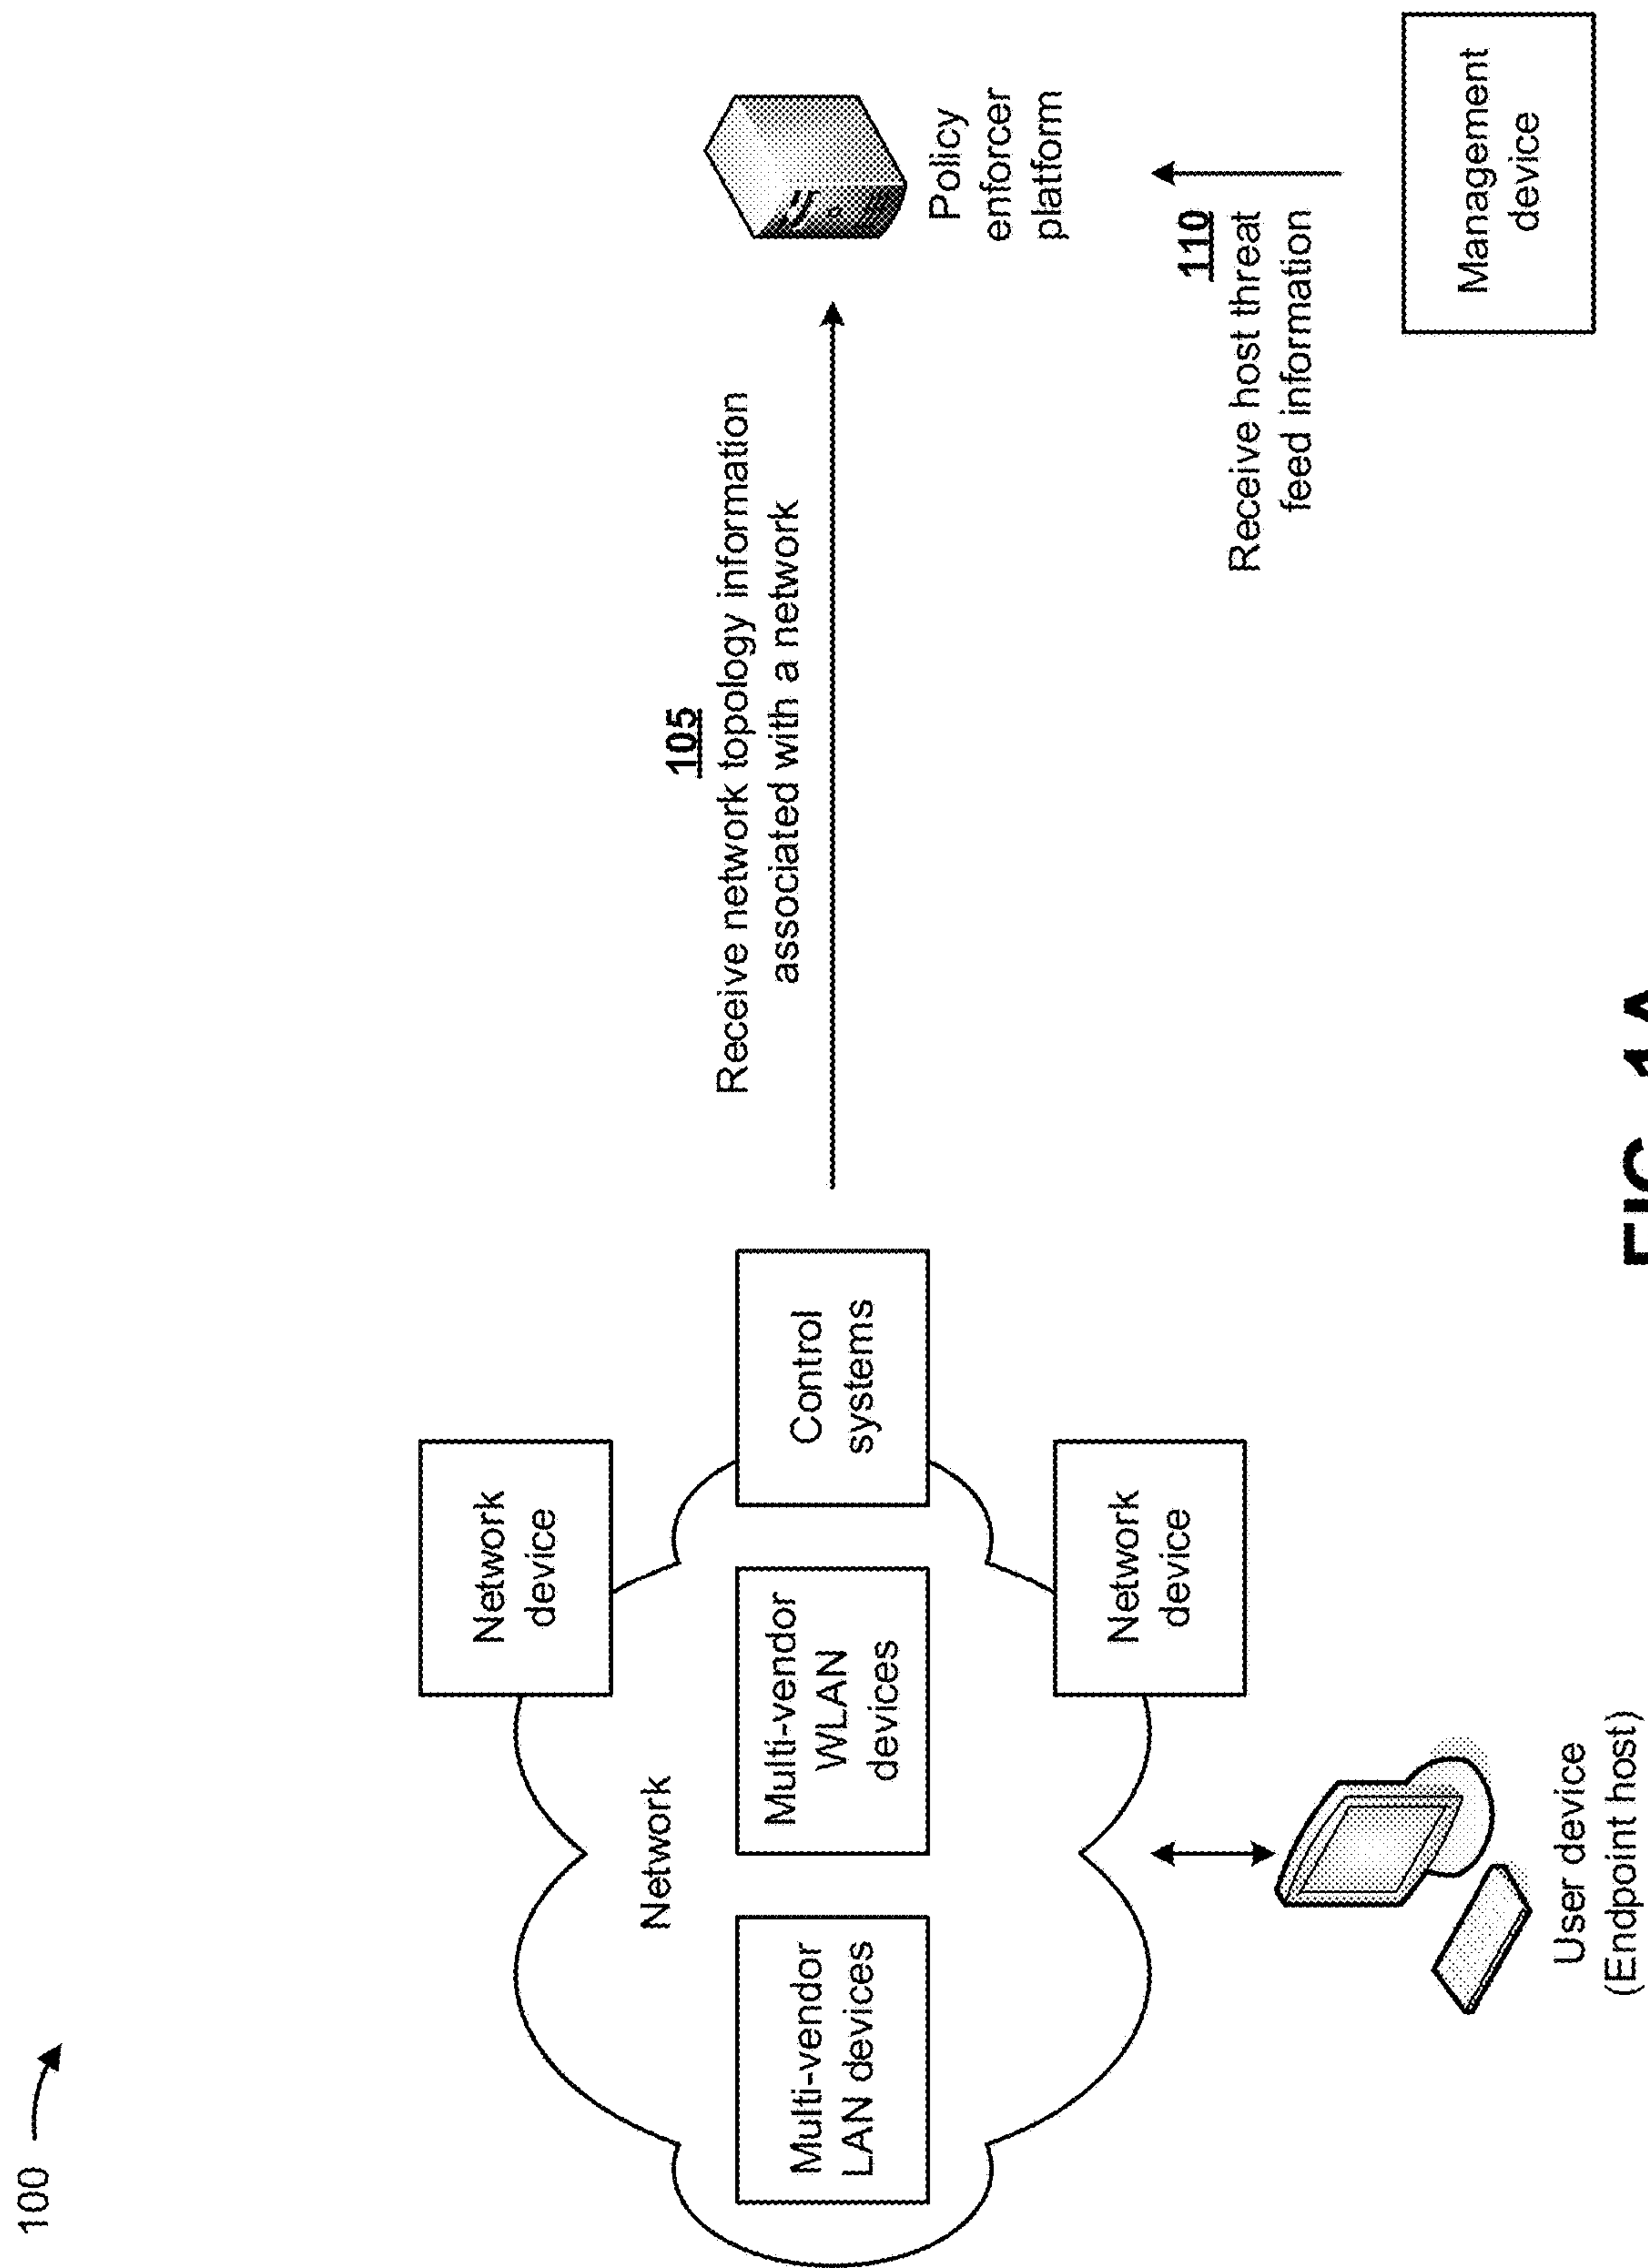 100
Network
device
Network
Multi-vendor
LAN devices
Multi-vendor
WLAN
devices
Control
systems
105
Receive network topology information
associated with a network
Policy
enforcer
platform
Network
device
User device
(Endpoint host)
110
Receive host threat
feed information
Management
device
FIG. 1A